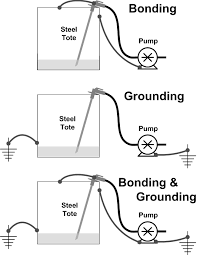 Bonding
Steel
Tote
Pump
Grounding
Steel
Tote
Pump
Bonding &
Grounding
Steel
Tote
Pump